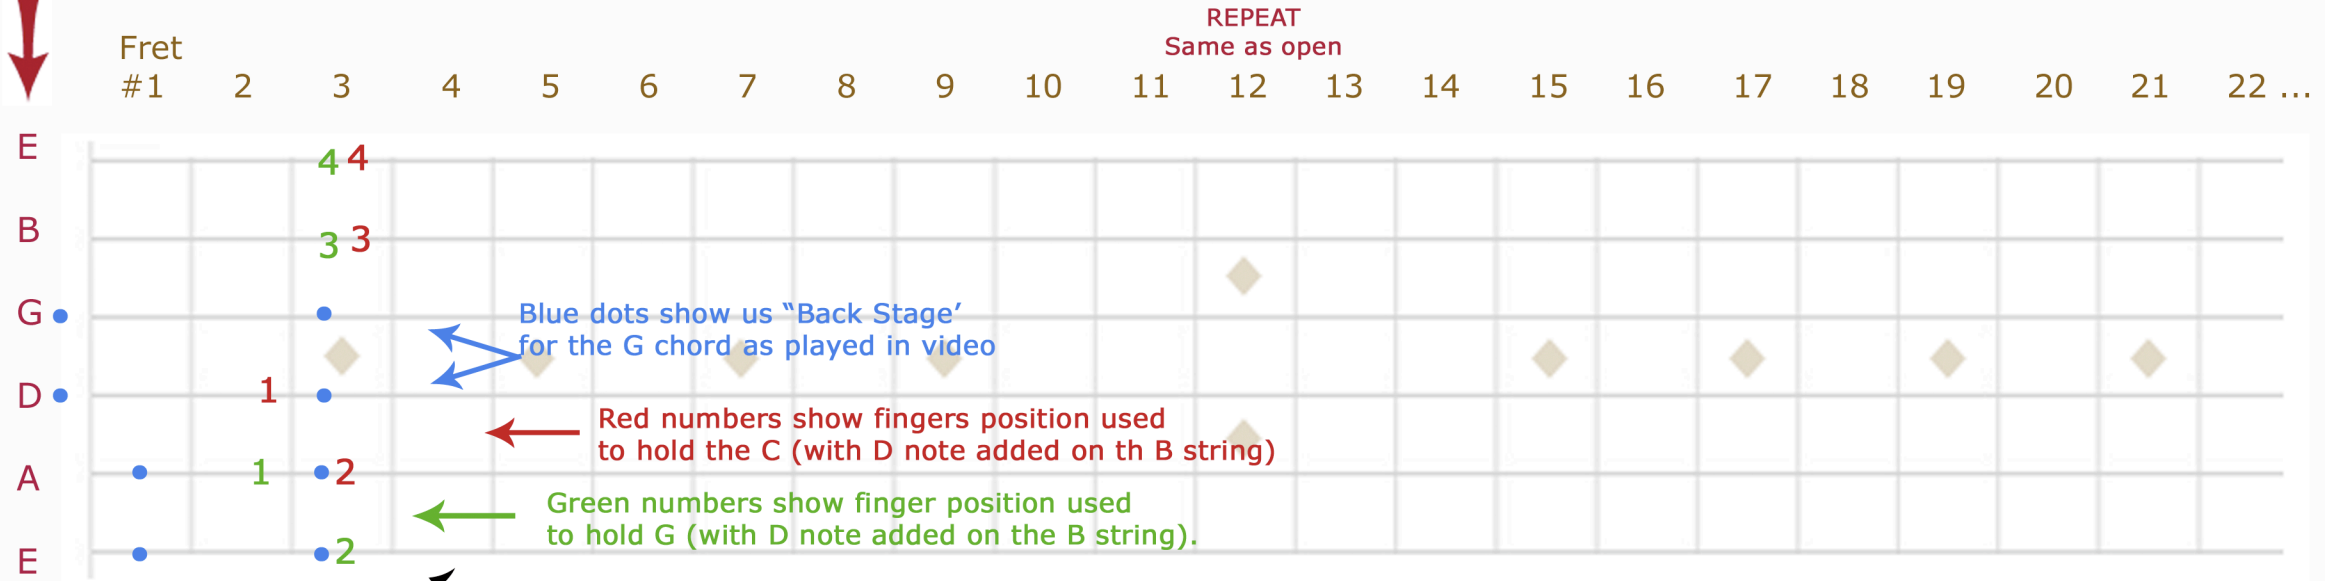 REPEAT
Fret Same as open
#1 2 3 4 5 6 7 8 9 10 11 12 13 14 15 16 17 18 19 20 21 22 ...
E 4 4
B 3 3
G Blue dots show us “Back Stage’
for the G chord as played in video
D 1
Red numbers show fingers position used
to hold the C (with D note added on th B string)
A 1 2
Green numbers show finger position used
to hold G (with D note added on the B string).
E 2